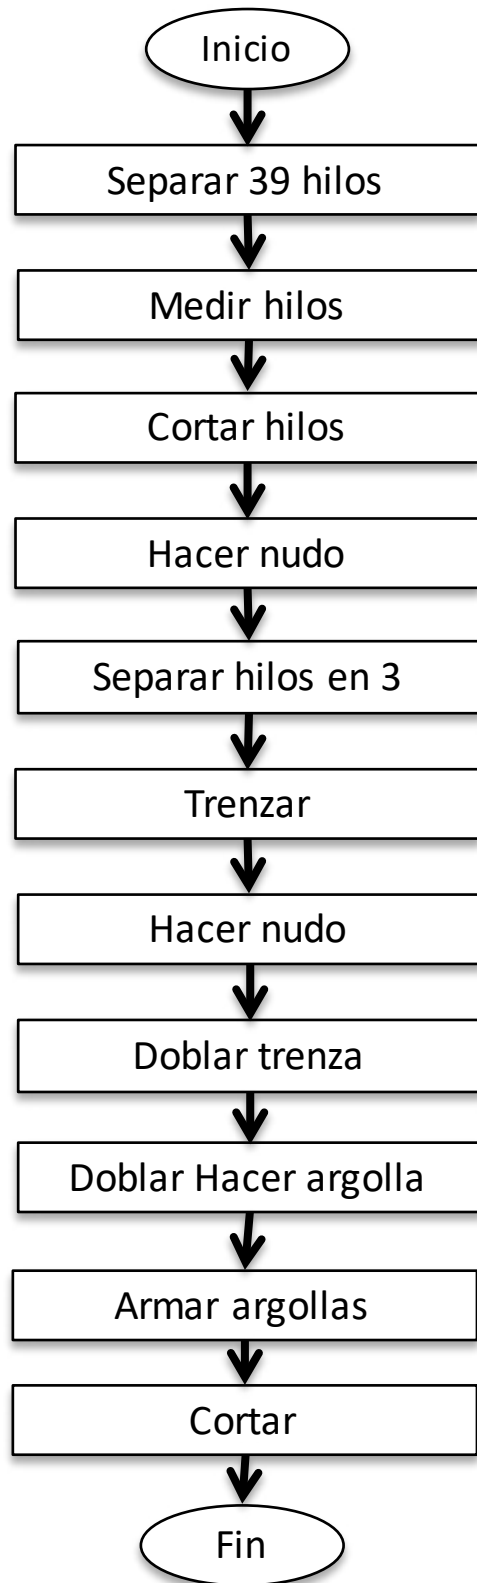 Inicio
Separar 39 hilos
Medir hilos
Cortar hilos
Hacer nudo
Separar hilos en 3
Trenzar
Hacer nudo
Doblar trenza
Doblar Hacer argolla
Armar argollas
Cortar
Fin